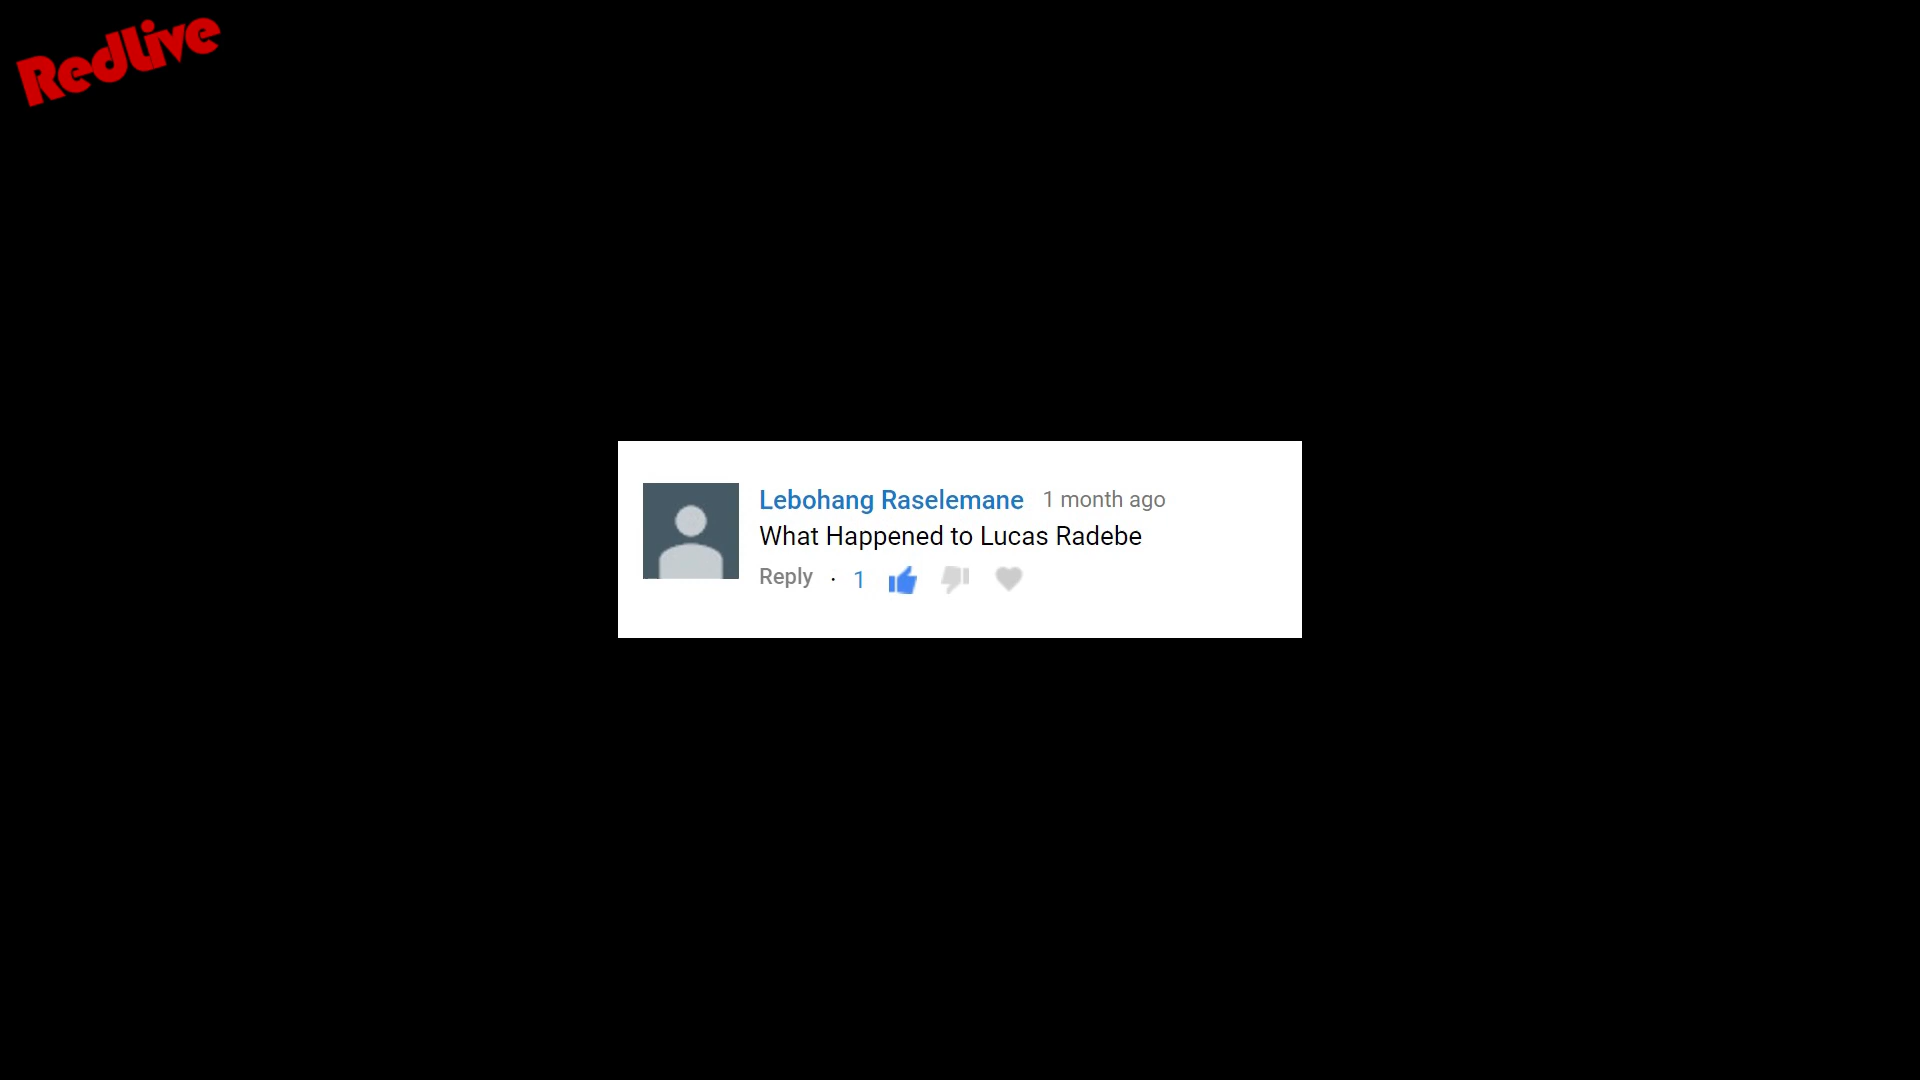 RedLive
Lebohang Raselemane 1 month ago
What Happened to Lucas Radebe
Reply · 1